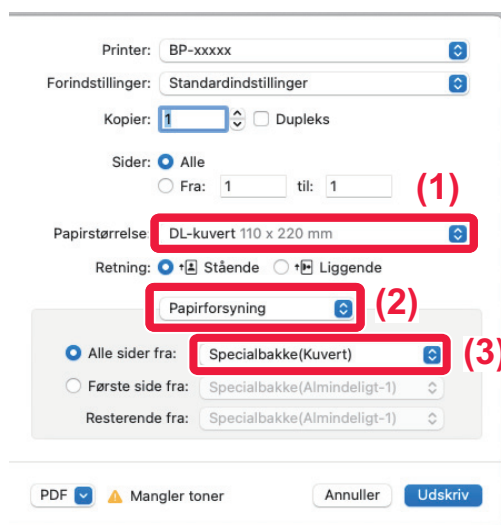 Printer: BP-xxxxx
Forindstillinger: Standardindstillinger
Kopier: 1 Dupleks
Sider: Alle
Fra: 1 til: 1
(1)
Papirstørrelse DL-kuvert 110 x 220 mm
Retning: Stående Liggende
Papirforsyning (2)
Alle sider fra: Specialbakke(Kuvert) (3)
Første side fra: Specialbakke(Almindeligt-1)
Resterende fra: Specialbakke(Almindeligt-1)
PDF Mangler toner Annuller Udskriv